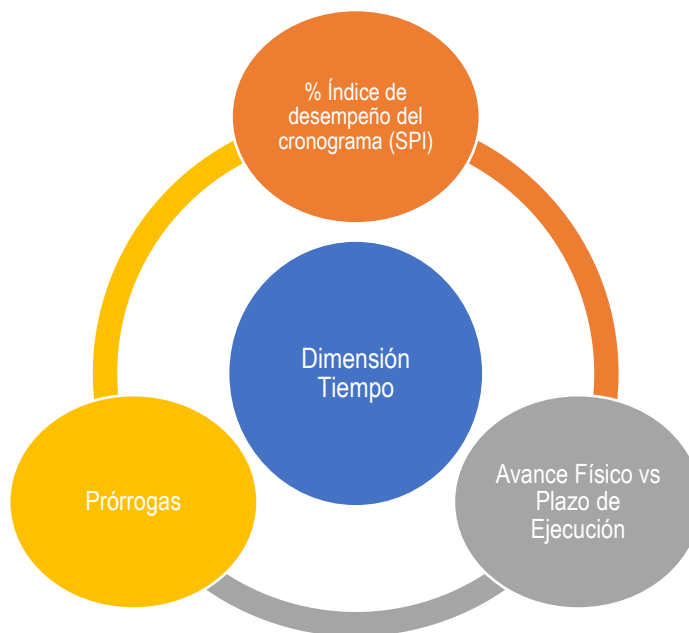 % Índice de
desempeño del
cronograma (SPI)
Dimensión
Tiempo
Prórrogas
Avance Físico vs
Plazo de
Ejecución